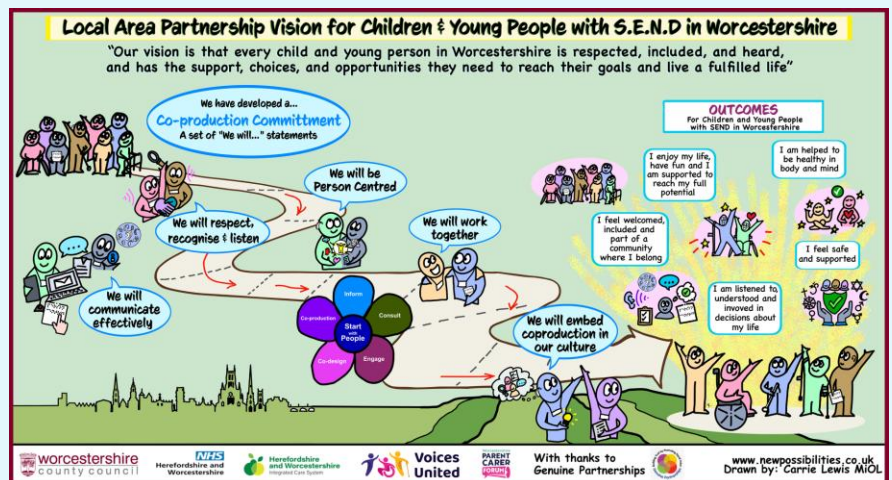 Local Area Partnership Vision for Children & Young People with S.E.N.D in Worcestershire
"Our vision is that every child and young person in Worcestershire is respected, included, and heard,
and has the support, choices, and opportunities they need to reach their goals and live a fulfilled life"
We have developed a...
Co-production Committment
A set of "We will..." statements
We will respect,
recognise & listen
We will be
Person Centred
We will
communicate
effectively
We will work
together
Inform
Consult
Engage
Co-design
Co-production
Start
with
People
We will embed
coproduction in
our culture
OUTCOMES
For Children and Young People
with SEND in Worcestershire
I enjoy my life,
have fun and I
am supported to
reach my full
potential
I am helped to
be healthy in
body and mind
I feel welcomed,
included and
part of a
community
where I belong
I feel safe
and supported
I am listened to,
understood and
invoved in
decisions about
my life
worcestershire
county council
NHS
Herefordshire and
Worcestershire
Herefordshire
and Worcestershire
Integrated Care System
Voices
United
PARENT
CARER
FORUM
With thanks to
Genuine Partnerships
www.newpossibilities.co.uk
Drawn by: Carrie Lewis MiOL